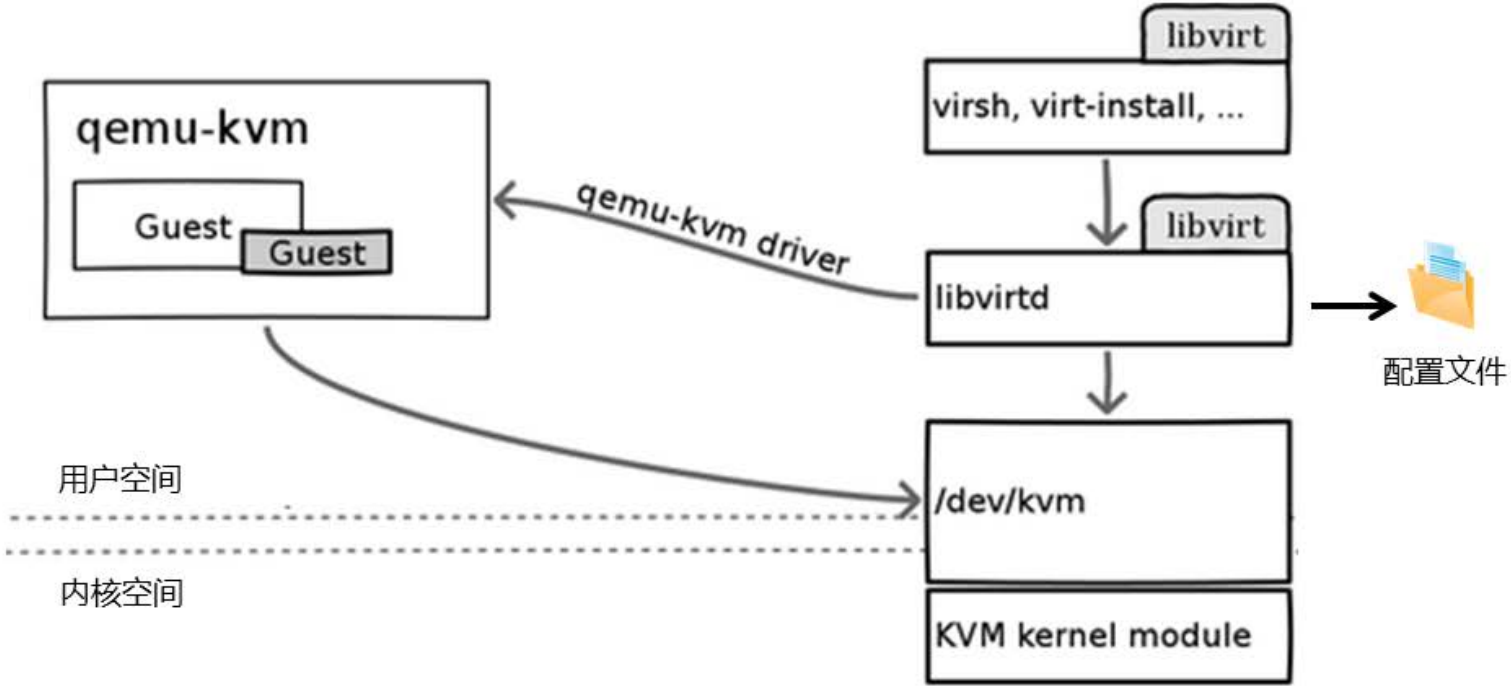 libvirt
virsh, virt-install, ...
qemu-kvm
Guest
Guest
qemu-kvm driver
libvirt
libvirtd
配置文件
用户空间
/dev/kvm
内核空间
KVM kernel module